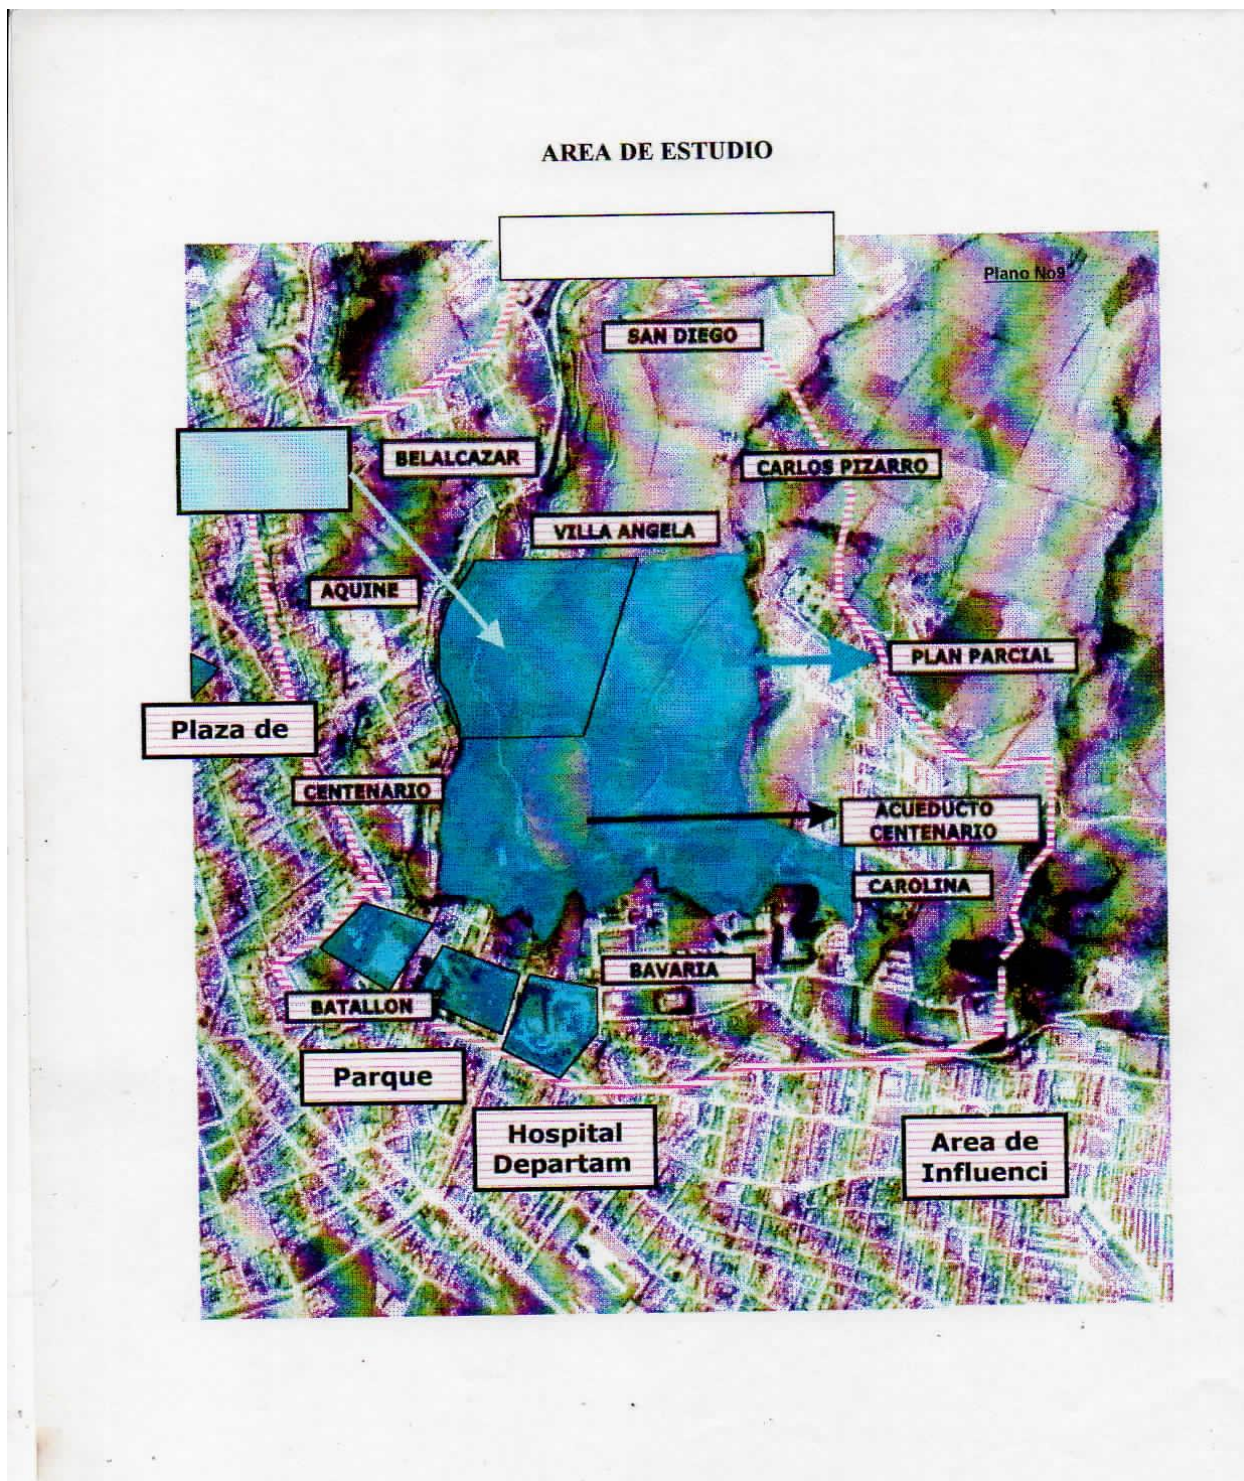 AREA DE ESTUDIO
Plano No9
SAN DIEGO
BELALCAZAR
CARLOS PIZARRO
VILLA ANGELA
AQUINE
PLAN PARCIAL
Plaza de
CENTENARIO
ACUEDUCTO
CENTENARIO
CAROLINA
BAVARIA
BATALLON
Parque
Hospital
Departam
Area de
Influenci